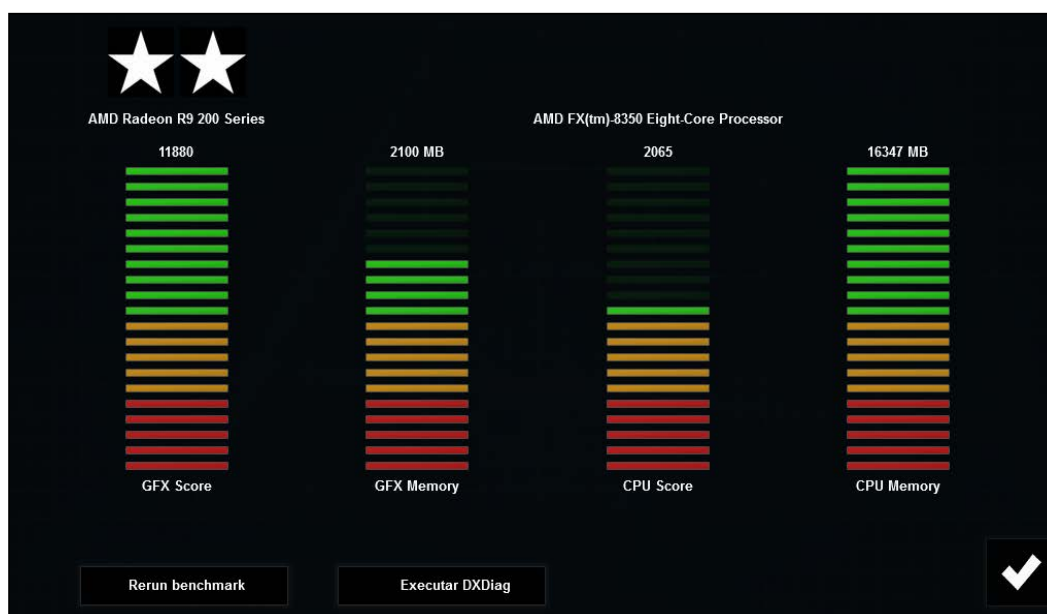 AMD Radeon R9 200 Series
AMD FX(tm)-8350 Eight-Core Processor
11880
2100 MB
2065
16347 MB
GFX Score
GFX Memory
CPU Score
CPU Memory
Rerun benchmark
Executar DXDiag